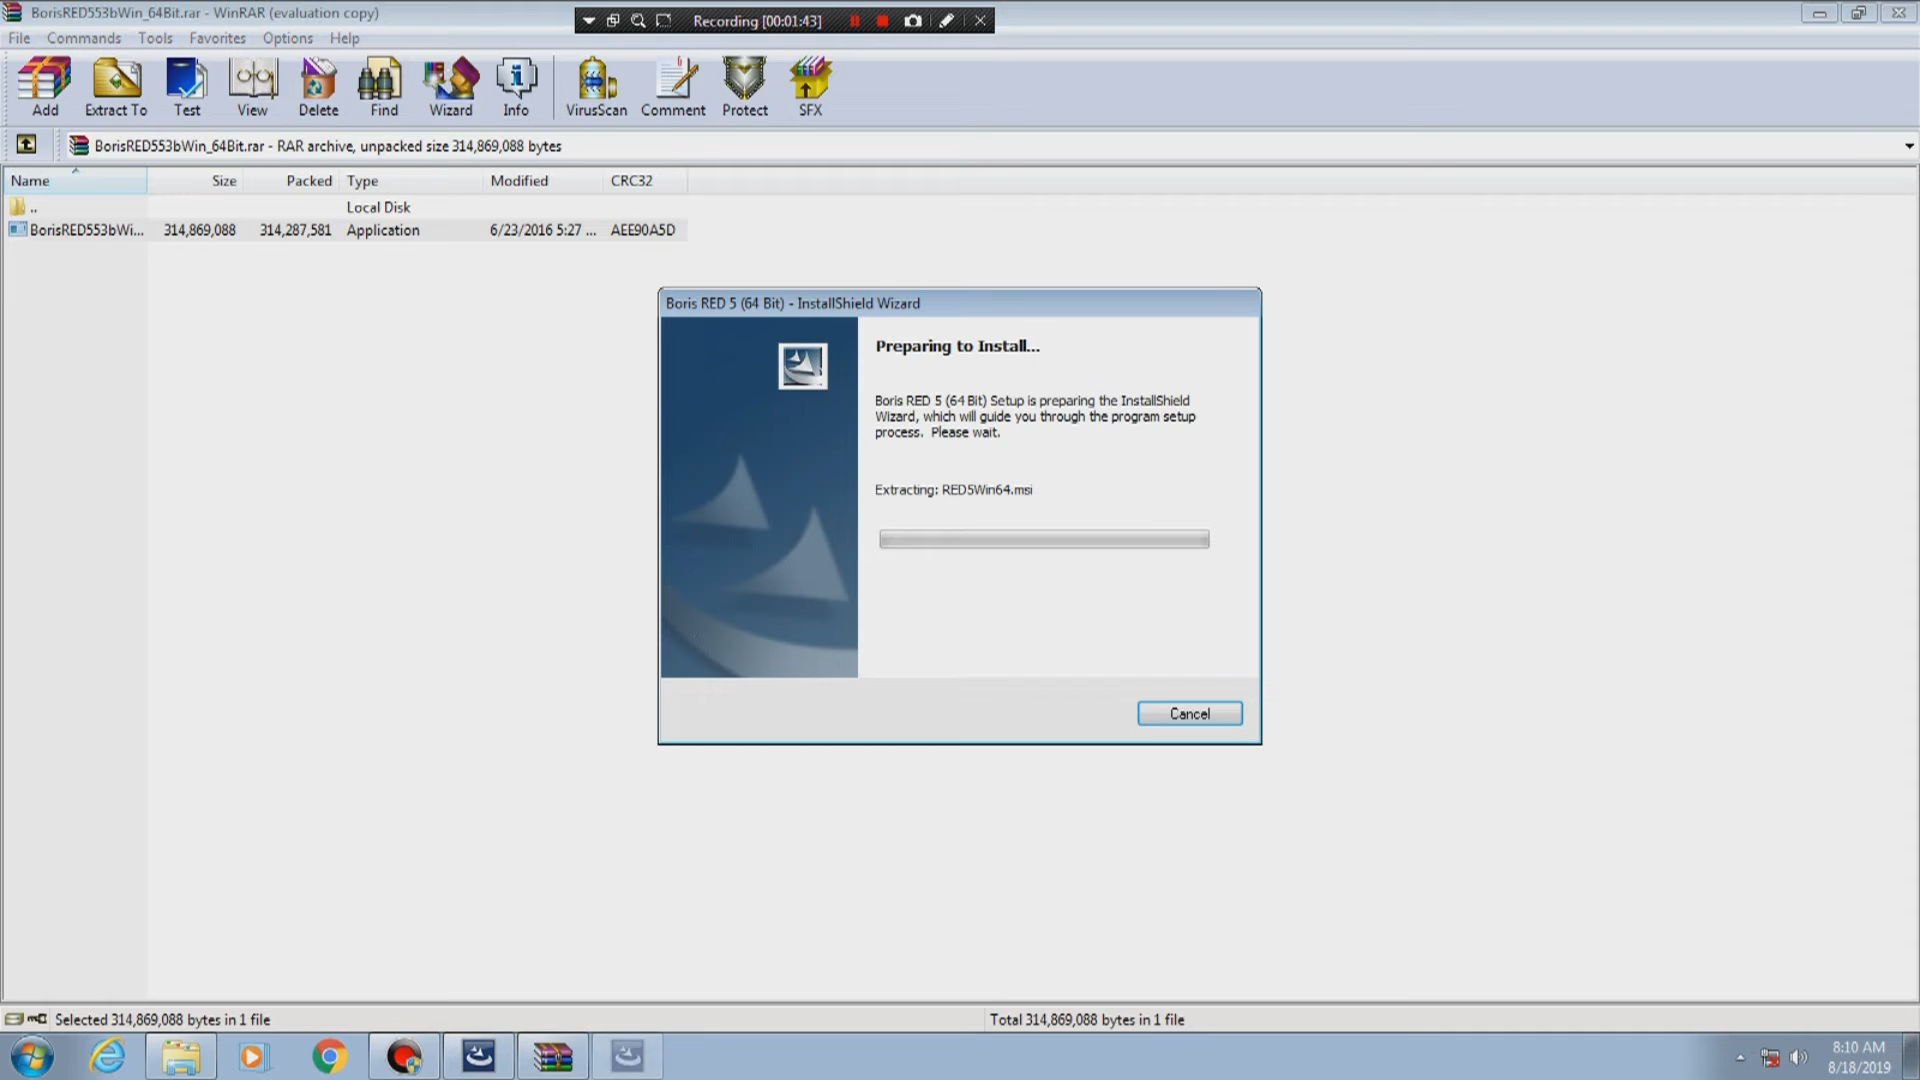 BorisRED553bWin_64Bit.rar - WinRAR (evaluation copy)
Recording [00:01:43]
File Commands Tools Favorites Options Help
Add Extract To Test View Delete Find Wizard Info VirusScan Comment Protect SFX
BorisRED553bWin_64Bit.rar - RAR archive, unpacked size 314,869,088 bytes
Name Size Packed Type Modified CRC32
.. Local Disk
BorisRED553bWi... 314,869,088 314,287,581 Application 6/23/2016 5:27 ... AEE90A5D
Boris RED 5 (64 Bit) - InstallShield Wizard
Preparing to Install...
Boris RED 5 (64 Bit) Setup is preparing the InstallShield
Wizard, which will guide you through the program setup
process. Please wait.
Extracting: RED5Win64.msi
Cancel
Selected 314,869,088 bytes in 1 file
Total 314,869,088 bytes in 1 file
8:10 AM
8/18/2019